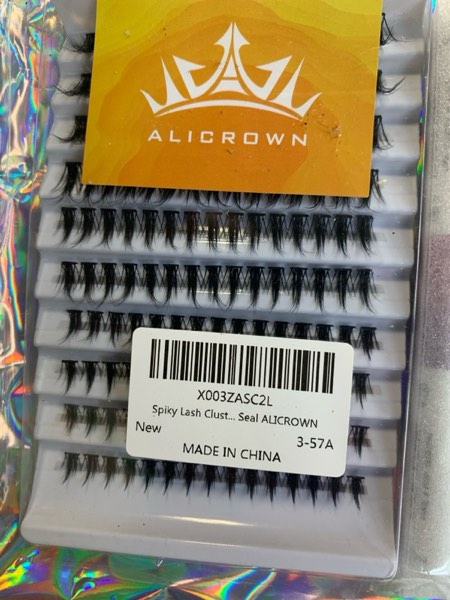 ALICROWN
X003ZASC2L
Spiky Lash Clust... Seal ALICROWN
New
3-57A
MADE IN CHINA